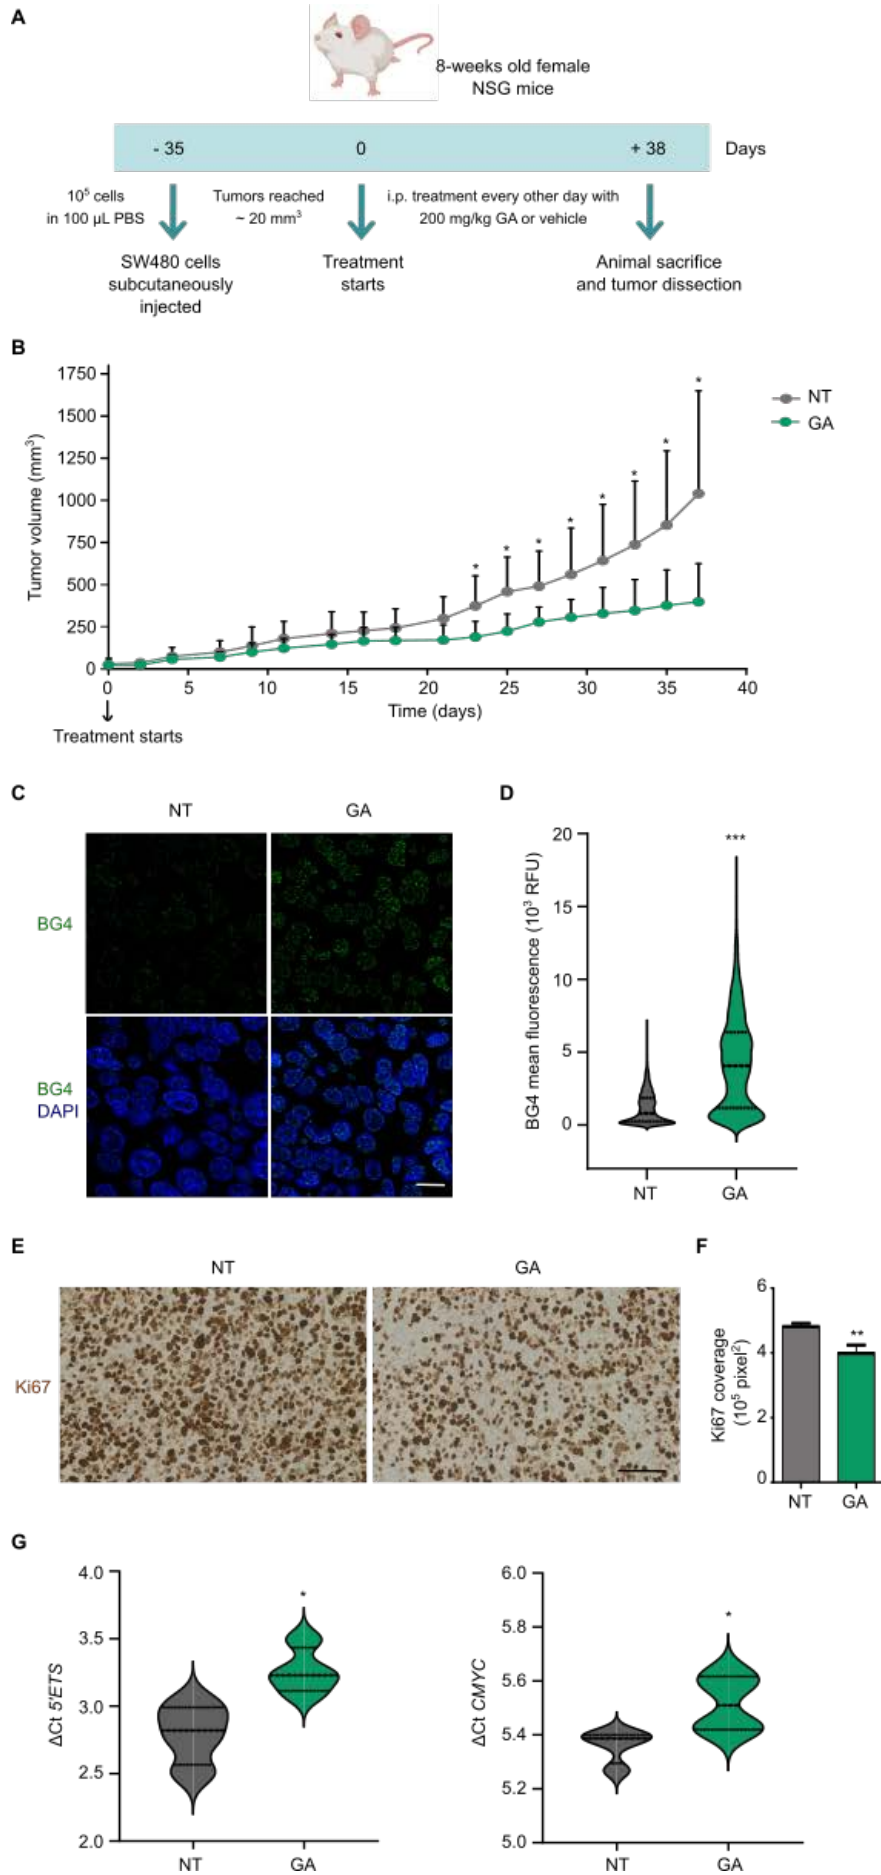 A
8-weeks old female
NSG mice
- 35
0
+ 38
Days
10⁵ cells
in 100 µL PBS
Tumors reached
~ 20 mm³
i.p. treatment every other day with
200 mg/kg GA or vehicle
SW480 cells
subcutaneously
injected
Treatment
starts
Animal sacrifice
and tumor dissection
B
Tumor volume (mm³)
1750
1500
1250
1000
750
500
250
0
* * * * * * * *
NT
GA
0 5 10 15 20 25 30 35 40
Time (days)
Treatment starts
C
NT GA
BG4
BG4
DAPI
D
BG4 mean fluorescence (10³ RFU)
20
15
10
5
0
***
NT GA
E
NT GA
Ki67
F
Ki67 coverage
(10⁵ pixel²)
6
4
2
0
**
NT GA
G
ΔCt 5'ETS
4.0
3.5
3.0
2.5
2.0
*
NT GA
ΔCt CMYC
6.0
5.8
5.6
5.4
5.2
5.0
*
NT GA